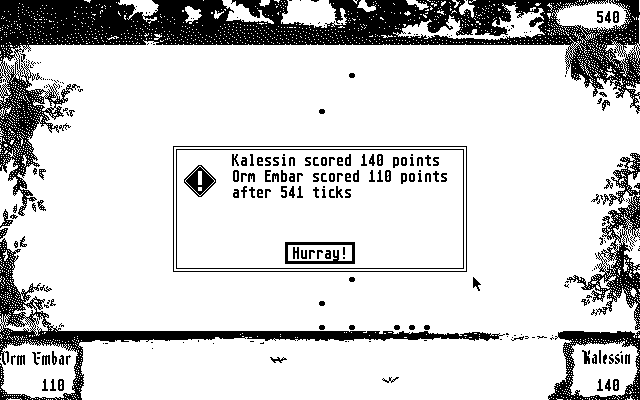 540
Kalessin scored 140 points
Orm Embar scored 110 points
after 541 ticks
Hurray!
Orm Embar
110
Kalessin
140